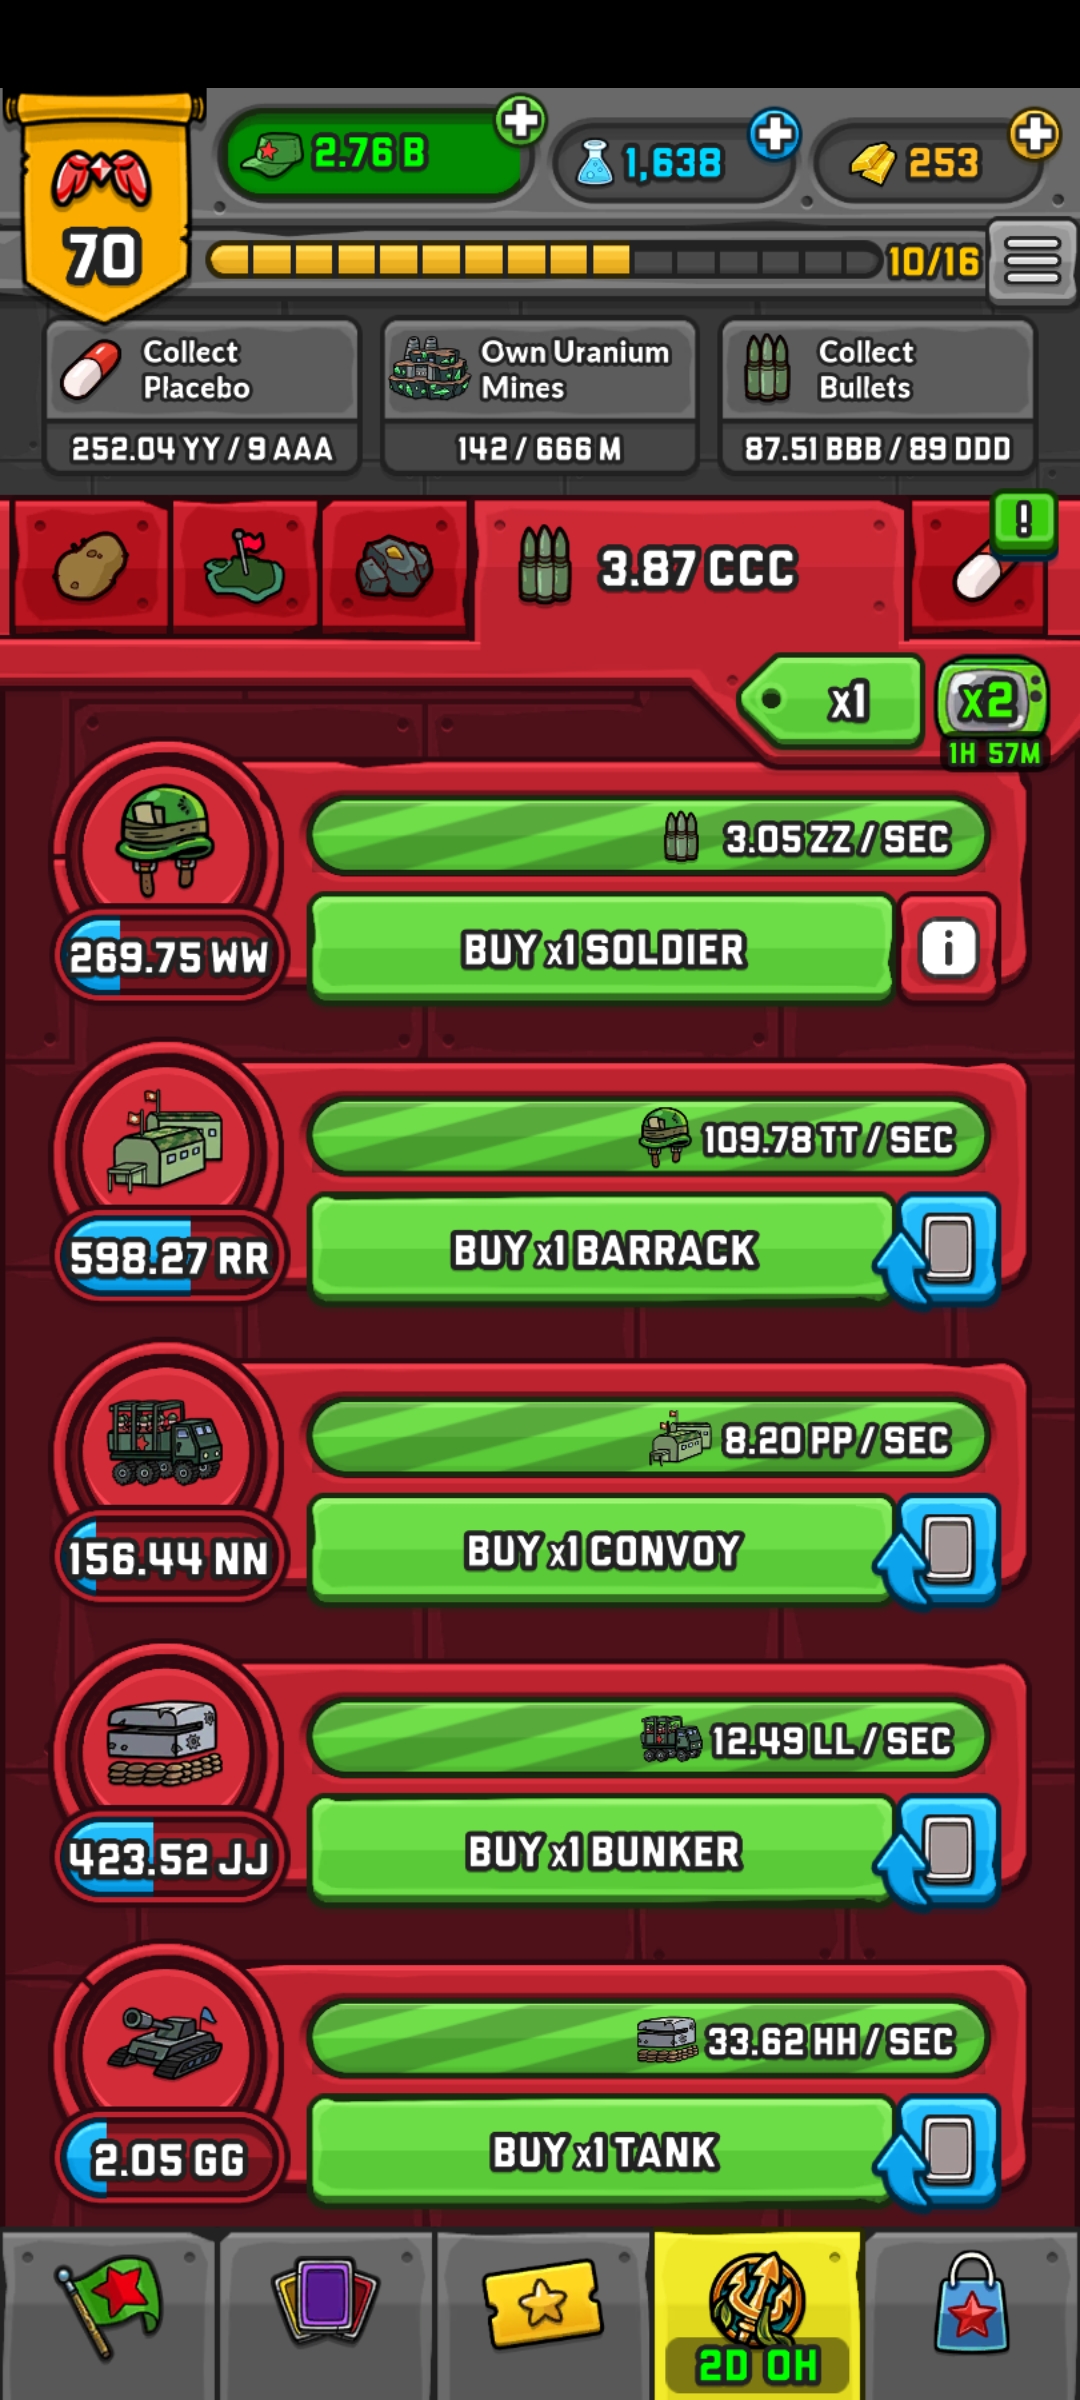 2.76 B
1,638
253
70
10/16
Collect
Placebo
252.04 YY / 9 AAA
Own Uranium
Mines
142 / 666 M
Collect
Bullets
87.51 BBB / 89 DDD
!
3.87 CCC
x1
x2
1H 57M
3.05 ZZ / SEC
269.75 WW
BUY x1 SOLDIER
i
109.78 TT / SEC
598.27 RR
BUY x1 BARRACK
8.20 PP / SEC
156.44 NN
BUY x1 CONVOY
12.49 LL / SEC
423.52 JJ
BUY x1 BUNKER
33.62 HH / SEC
2.05 GG
BUY x1 TANK
2D 0H